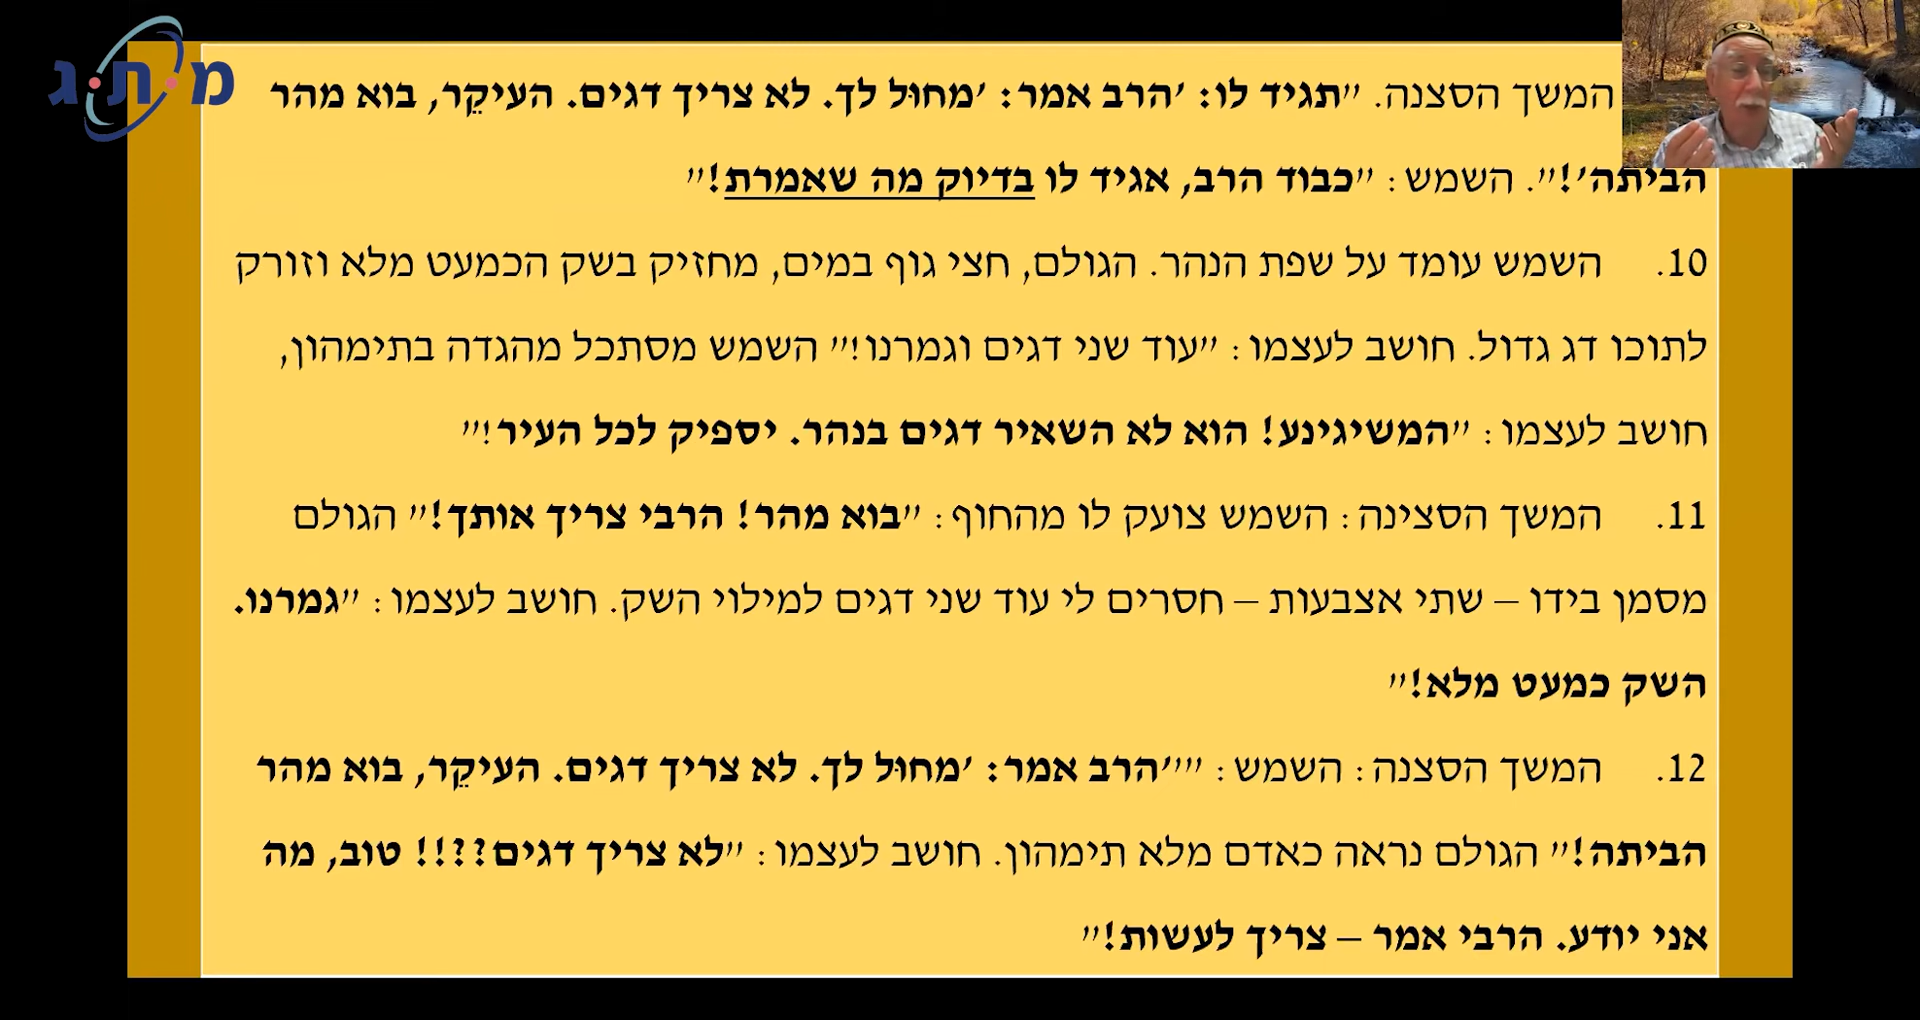 מ.ת.ג
המשך הסצנה. "תגיד לו: 'הרב אמר: 'מחוּל לך. לא צריך דגים. העיקֵר, בוא מהר
הביתה'!". השמש: "כבוד הרב, אגיד לו בדיוק מה שאמרת!"
10. השמש עומד על שפת הנהר. הגולם, חצי גוף במים, מחזיק בשק הכמעט מלא וזורק
לתוכו דג גדול. חושב לעצמו: "עוד שני דגים וגמרנו!" השמש מסתכל מהגדה בתימהון,
חושב לעצמו: "המשיגינע! הוא לא השאיר דגים בנהר. יספיק לכל העיר!"
11. המשך הסצינה: השמש צועק לו מהחוף: "בוא מהר! הרבי צריך אותך!" הגולם
מסמן בידו – שתי אצבעות – חסרים לי עוד שני דגים למילוי השק. חושב לעצמו: "גמרנו.
השק כמעט מלא!"
12. המשך הסצנה: השמש: ""'הרב אמר: 'מחוּל לך. לא צריך דגים. העיקֵר, בוא מהר
הביתה!" הגולם נראה כאדם מלא תימהון. חושב לעצמו: "לא צריך דגים??!! טוב, מה
אני יודע. הרבי אמר – צריך לעשות!"